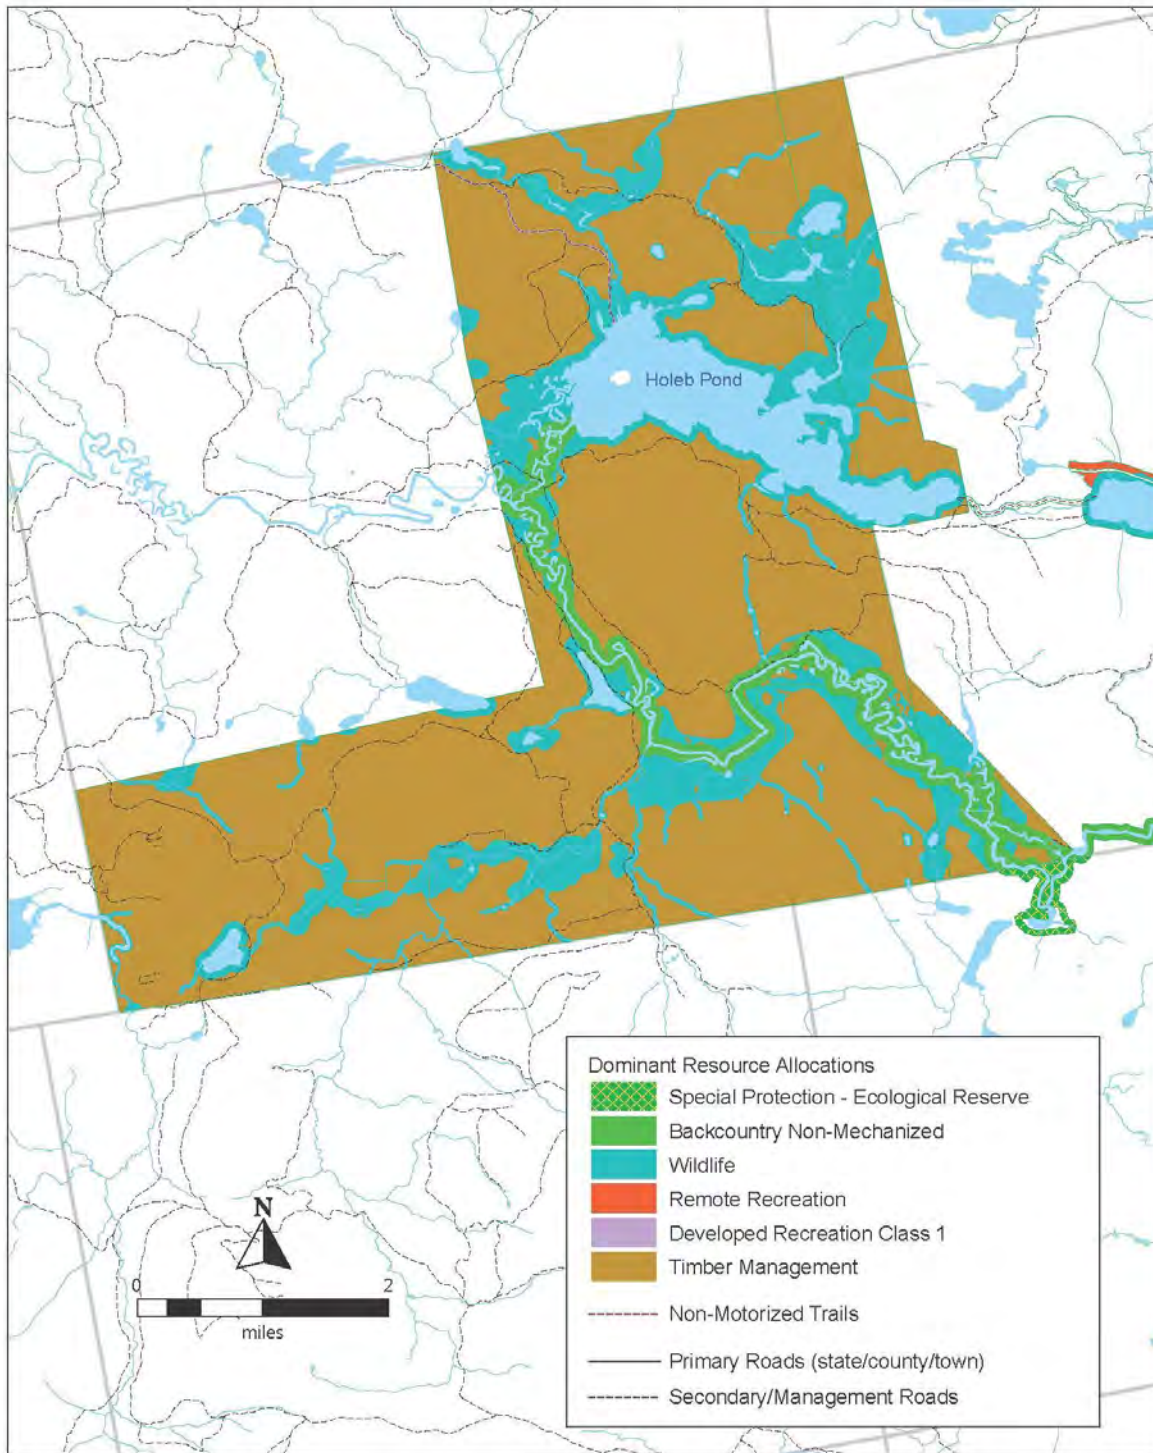 Holeb Pond
Dominant Resource Allocations
Special Protection - Ecological Reserve
Backcountry Non-Mechanized
Wildlife
Remote Recreation
Developed Recreation Class 1
Timber Management
Non-Motorized Trails
Primary Roads (state/county/town)
Secondary/Management Roads
N
0 2
miles